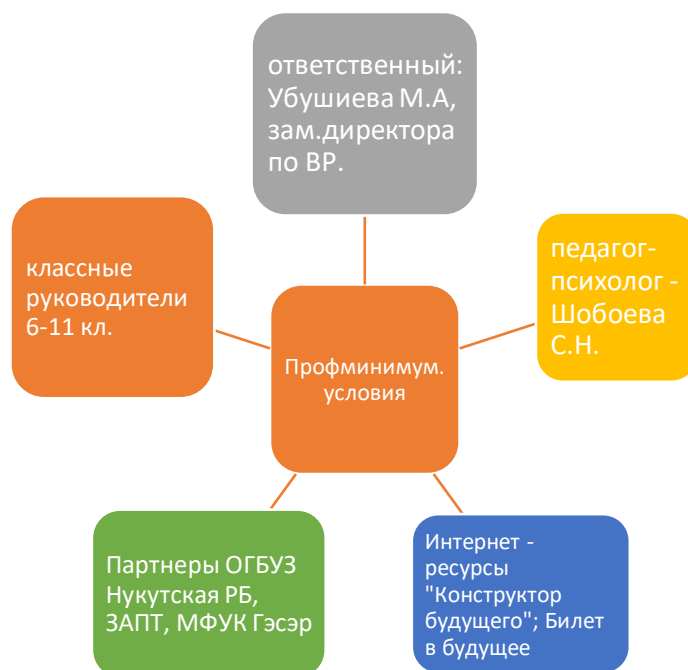 ответственный:
Убушиева М.А,
зам.директора
по ВР.
классные
руководители
6-11 кл.
педагог-
психолог -
Шобоева
С.Н.
Профминимум.
условия
Партнеры ОГБУЗ
Нукутская РБ,
ЗАПТ, МФУК Гэсэр
Интернет -
ресурсы
"Конструктор
будущего"; Билет
в будущее